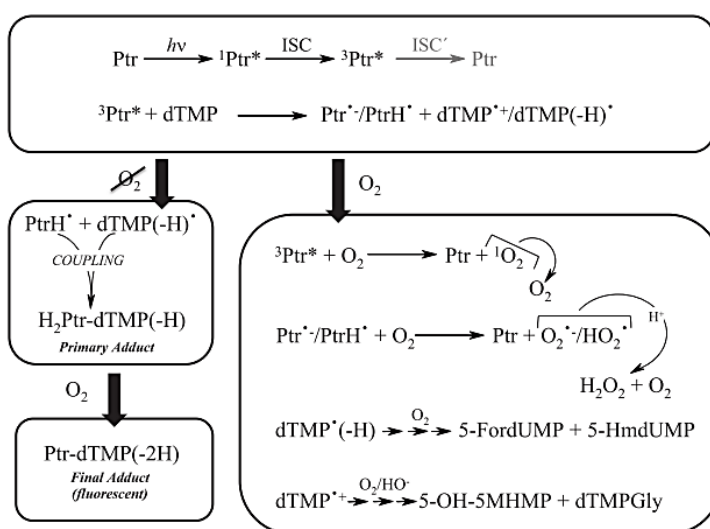 Ptr hν ¹Ptr* ISC ³Ptr* ISC′ Ptr
³Ptr* + dTMP Ptr•-/PtrH• + dTMP•+/dTMP(-H)•
O₂ O₂
PtrH• + dTMP(-H)•
COUPLING
H₂Ptr-dTMP(-H)
Primary Adduct
O₂
Ptr-dTMP(-2H)
Final Adduct
(fluorescent)
³Ptr* + O₂ Ptr + ¹O₂
O₂
Ptr•-/PtrH• + O₂ Ptr + O₂•-/HO₂• H⁺
H₂O₂ + O₂
dTMP•(-H) O₂ 5-FordUMP + 5-HmdUMP
dTMP•+ O₂/HO- 5-OH-5MHMP + dTMPGly